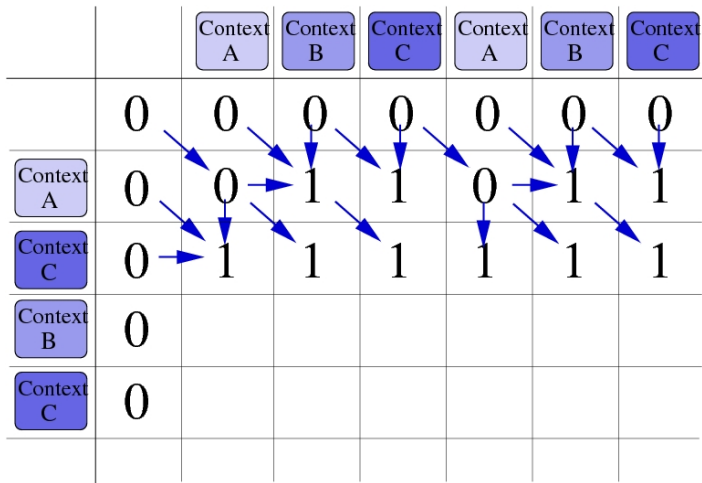 Context Context Context Context Context Context
A B C A B C
0 0 0 0 0 0 0
Context
A
0 0 1 1 0 1 1
Context
C
0 1 1 1 1 1 1
Context
B
0
Context
C
0